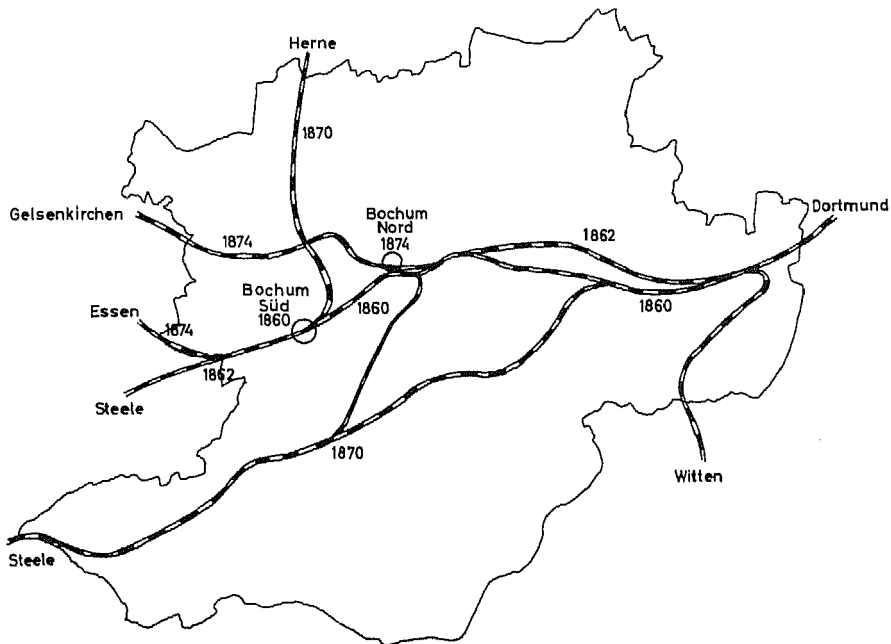 Herne
1870
Gelsenkirchen
1874
Bochum
Nord
1874
1862
Dortmund
Bochum
Süd
1860
1860
1860
Essen
1874
1862
Steele
1870
Witten
Steele